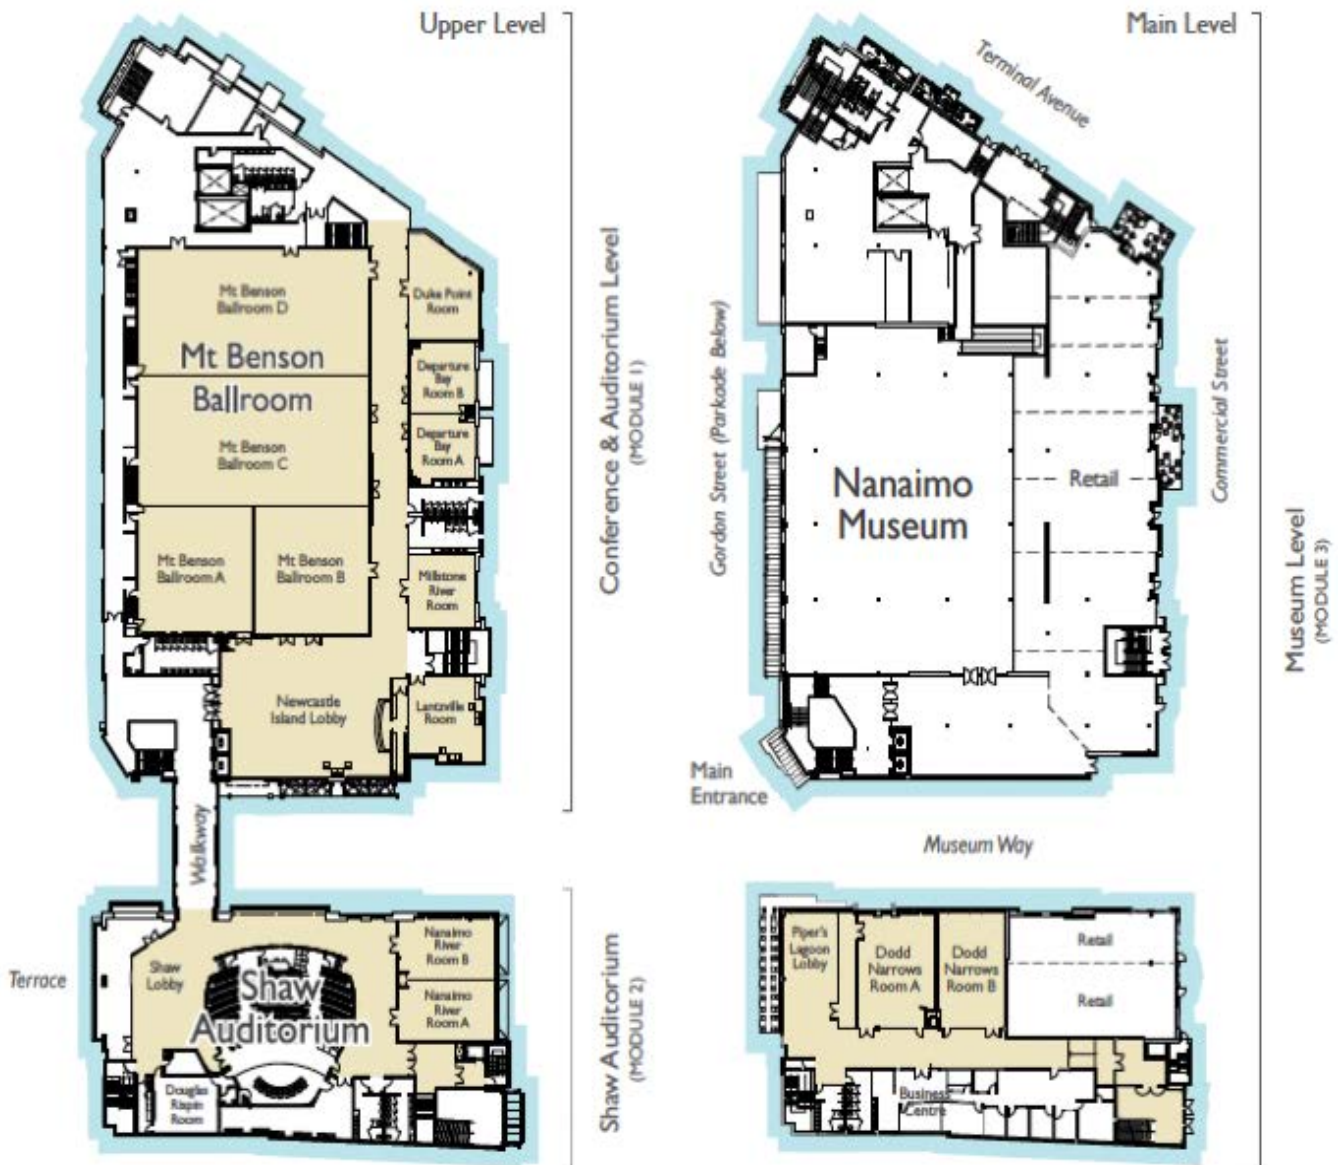 Upper Level
Mt Benson
Ballroom D
Mt Benson
Ballroom
Mt Benson
Ballroom C
Mt Benson
Ballroom A
Mt Benson
Ballroom B
Duke Point
Room
Departure
Bay
Room B
Departure
Bay
Room A
Millstone
River
Room
Newcastle
Island Lobby
Lantzville
Room
Walkway
Conference & Auditorium Level
(MODULE 1)
Terrace
Shaw
Lobby
Shaw
Auditorium
Nanaimo
River
Room B
Nanaimo
River
Room A
Douglas
Rispin
Room
Shaw Auditorium
(MODULE 2)
Main Level
Terminal Avenue
Gordon Street (Parkade Below)
Commercial Street
Nanaimo
Museum
Retail
Main
Entrance
Museum Way
Piper's
Lagoon
Lobby
Dodd
Narrows
Room A
Dodd
Narrows
Room B
Retail
Retail
Business
Centre
Museum Level
(MODULE 3)